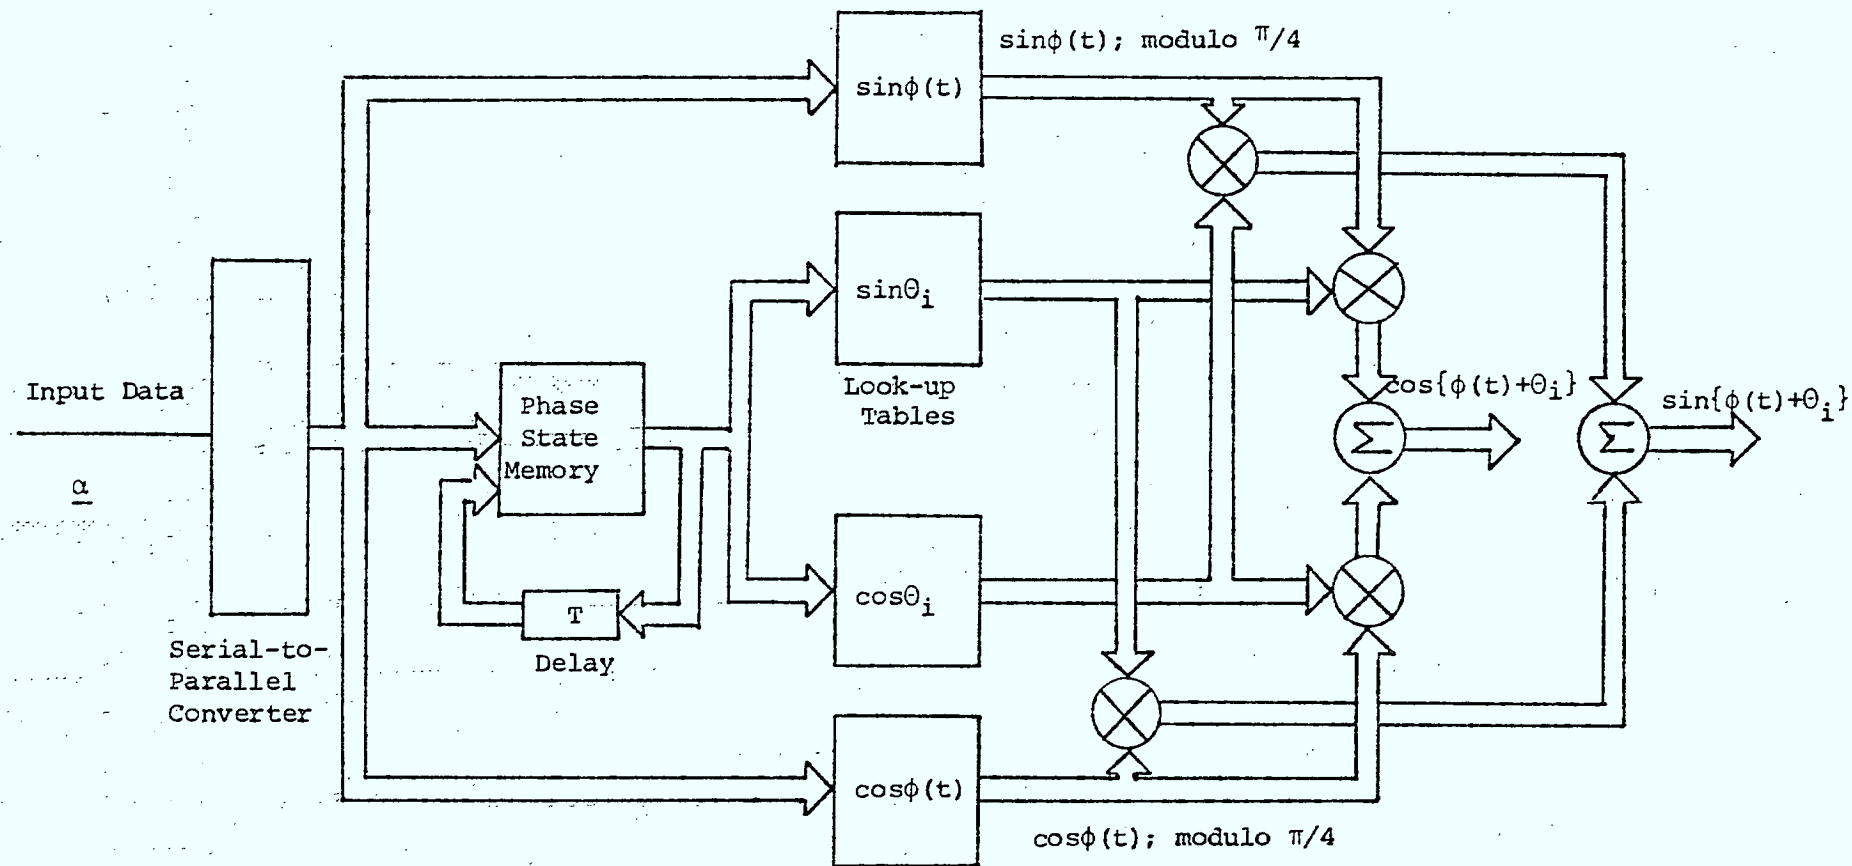 sinϕ(t); modulo π/4
sinϕ(t)
sinθi
Look-up
Tables
Input Data
α
Phase
State
Memory
cos{ϕ(t)+θi}
sin{ϕ(t)+θi}
Σ
Σ
cosθi
T
Delay
Serial-to-
Parallel
Converter
cosϕ(t)
cosϕ(t); modulo π/4